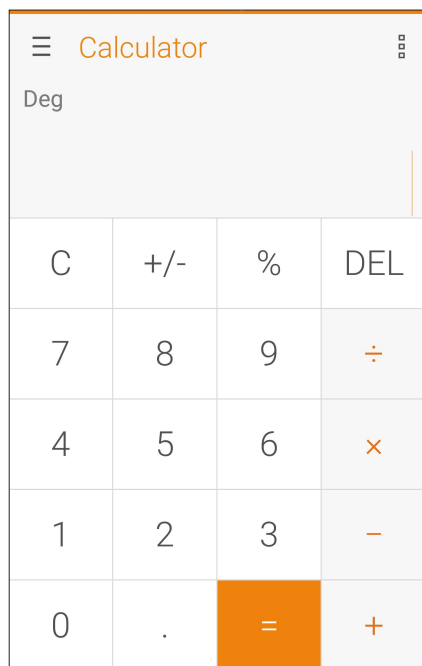 Calculator
Deg
C +/- % DEL
7 8 9 ÷
4 5 6 ×
1 2 3 −
0 . = +